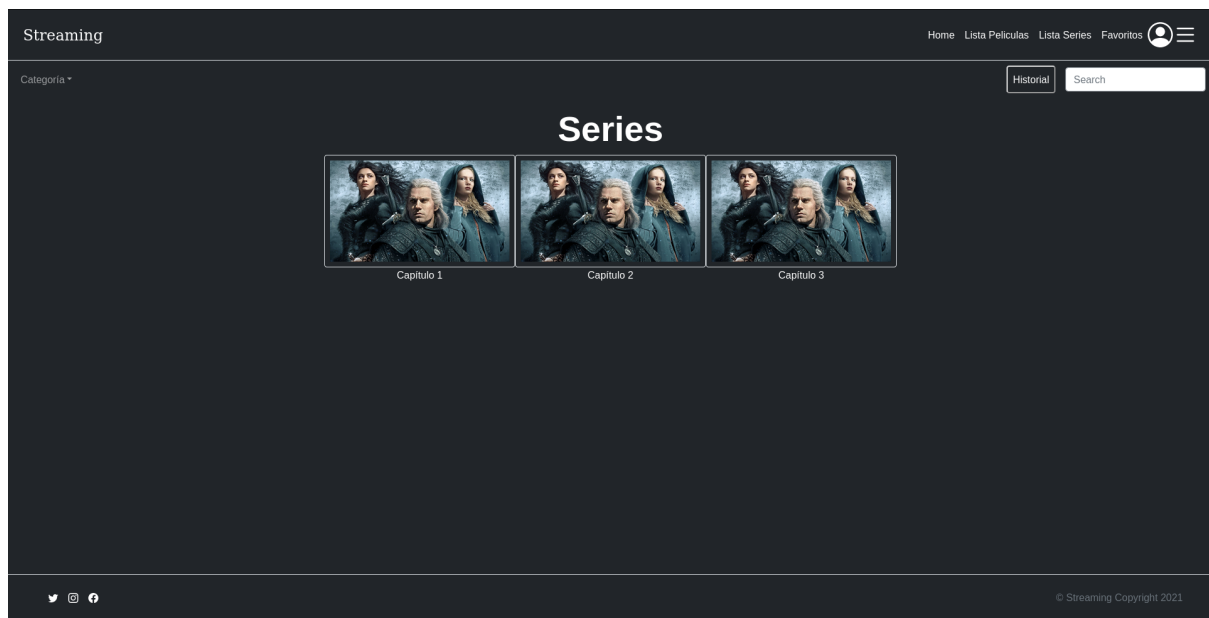 Streaming
Home Lista Peliculas Lista Series Favoritos
Categoría
Historial
Search
Series
Capítulo 1 Capítulo 2 Capítulo 3
© Streaming Copyright 2021